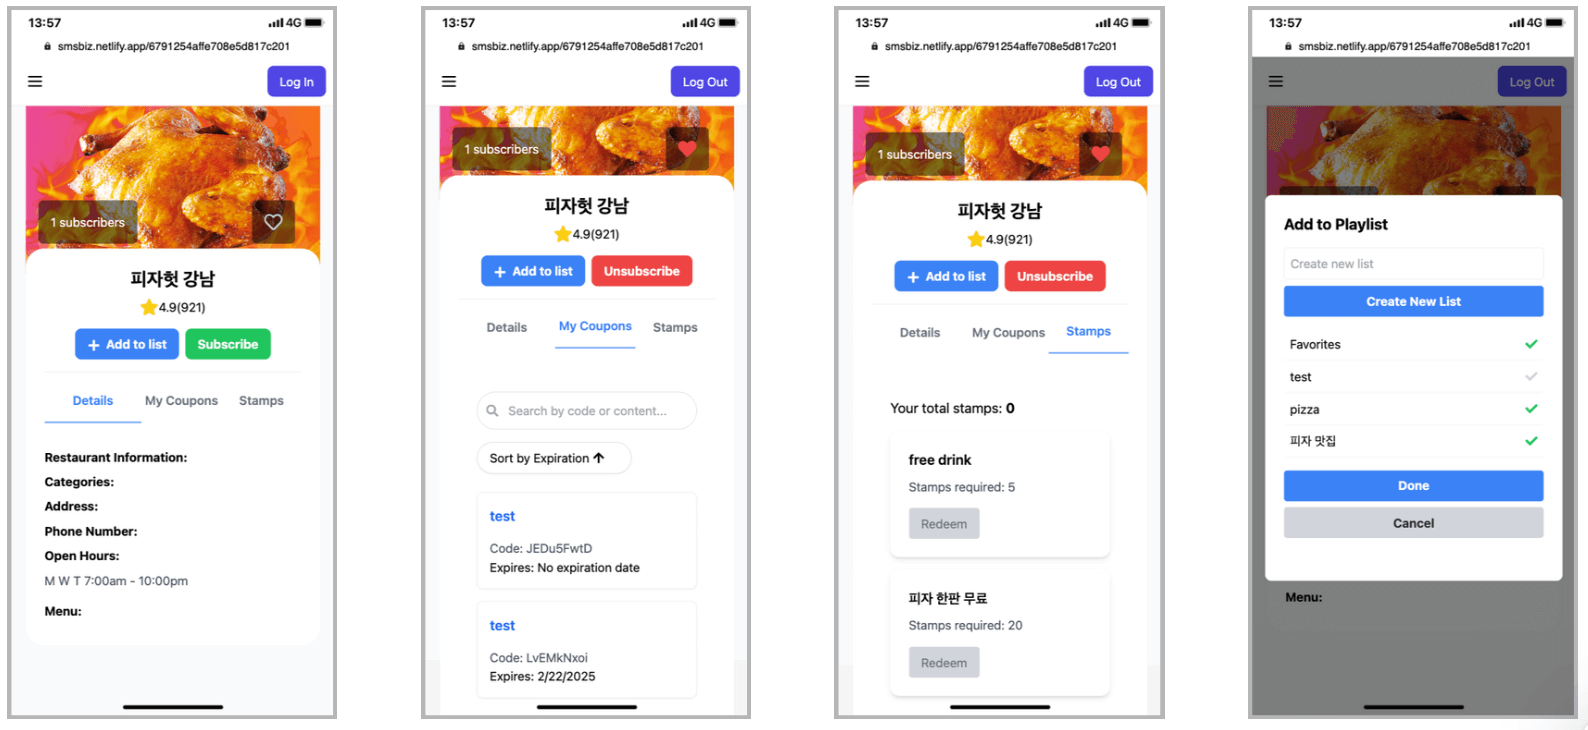 13:57
4G
smsbiz.netlify.app/6791254affe708e5d817c201
Log In
1 subscribers
피자헛 강남
4.9(921)
+ Add to list
Subscribe
Details
My Coupons
Stamps
Restaurant Information:
Categories:
Address:
Phone Number:
Open Hours:
M W T 7:00am - 10:00pm
Menu:
13:57
4G
smsbiz.netlify.app/6791254affe708e5d817c201
Log Out
1 subscribers
피자헛 강남
4.9(921)
+ Add to list
Unsubscribe
Details
My Coupons
Stamps
Search by code or content...
Sort by Expiration
test
Code: JEDu5FwtD
Expires: No expiration date
test
Code: LvEMkNxoi
Expires: 2/22/2025
13:57
4G
smsbiz.netlify.app/6791254affe708e5d817c201
Log Out
1 subscribers
피자헛 강남
4.9(921)
+ Add to list
Unsubscribe
Details
My Coupons
Stamps
Your total stamps: 0
free drink
Stamps required: 5
Redeem
피자 한판 무료
Stamps required: 20
Redeem
13:57
4G
smsbiz.netlify.app/6791254affe708e5d817c201
Log Out
Add to Playlist
Create new list
Create New List
Favorites
test
pizza
피자 맛집
Done
Cancel
Menu: